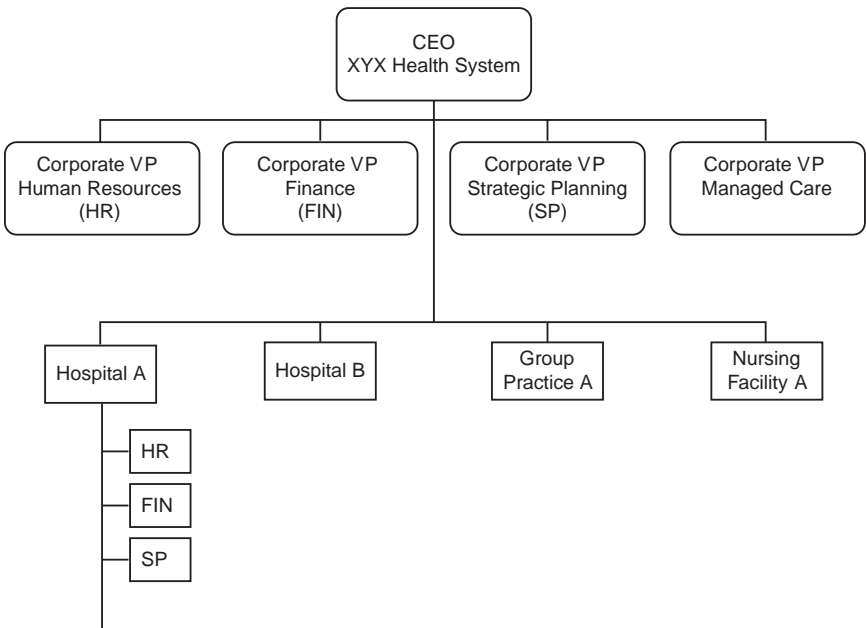 CEO
XYX Health System
Corporate VP
Human Resources
(HR)
Corporate VP
Finance
(FIN)
Corporate VP
Strategic Planning
(SP)
Corporate VP
Managed Care
Hospital A
Hospital B
Group
Practice A
Nursing
Facility A
HR
FIN
SP